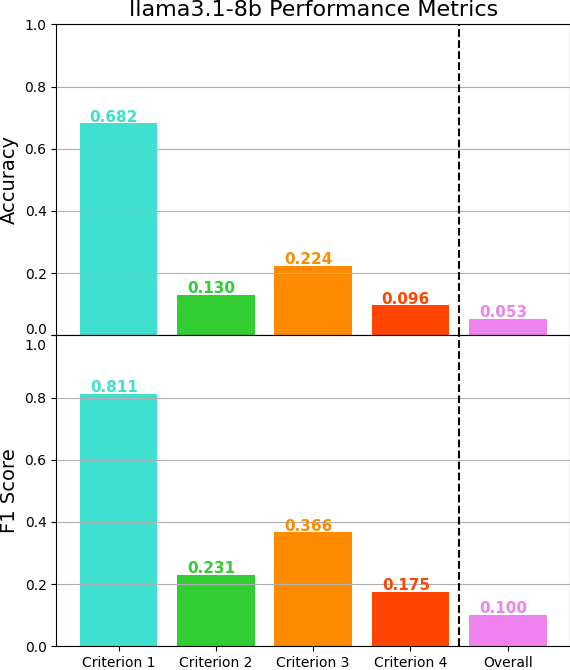 llama3.1-8b Performance Metrics
Accuracy
1.0
0.8
0.6
0.4
0.2
0.0
0.682
0.130
0.224
0.096
0.053
F1 Score
1.0
0.8
0.6
0.4
0.2
0.0
0.811
0.231
0.366
0.175
0.100
Criterion 1
Criterion 2
Criterion 3
Criterion 4
Overall